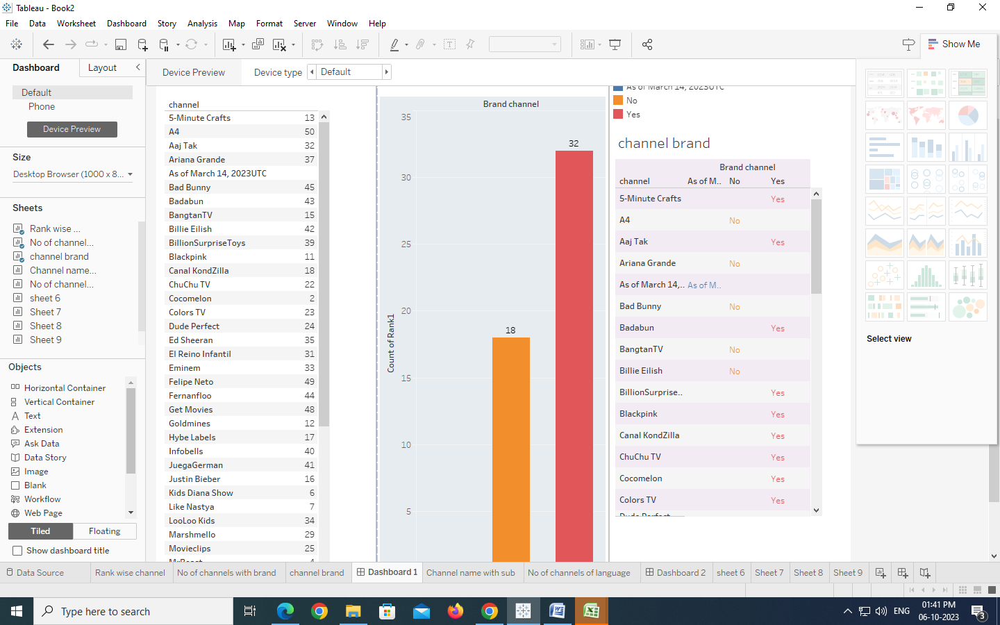 Tableau - Book2
File Data Worksheet Dashboard Story Analysis Map Format Server Window Help
Show Me
Dashboard Layout
Device Preview Device type Default
Default
Phone
Device Preview
Size
Desktop Browser (1000 x 8...
Sheets
Rank wise ...
No of channel...
channel brand
Channel name...
No of channel...
sheet 6
Sheet 7
Sheet 8
Sheet 9
Objects
Horizontal Container
Vertical Container
Text
Extension
Ask Data
Data Story
Image
Blank
Workflow
Web Page
Tiled Floating
Show dashboard title
channel
5-Minute Crafts 13
A4 50
Aaj Tak 32
Ariana Grande 37
As of March 14, 2023UTC
Bad Bunny 45
Badabun 43
BangtanTV 15
Billie Eilish 42
BillionSurpriseToys 39
Blackpink 11
Canal KondZilla 18
ChuChu TV 22
Cocomelon 2
Colors TV 23
Dude Perfect 24
Ed Sheeran 35
El Reino Infantil 31
Eminem 33
Felipe Neto 49
Fernanfloo 44
Get Movies 48
Goldmines 12
Hybe Labels 17
Infobells 40
JuegaGerman 41
Justin Bieber 16
Kids Diana Show 6
Like Nastya 7
LooLoo Kids 34
Marshmello 29
Movieclips 25
MrBeast 4
Brand channel
35
30
25
20
15
10
5
Count of Rank1
18
32
As of March 14, 2023UTC
No
Yes
channel brand
Brand channel
channel As of M.. No Yes
5-Minute Crafts Yes
A4 No
Aaj Tak Yes
Ariana Grande No
As of March 14,.. As of M..
Bad Bunny No
Badabun Yes
BangtanTV No
Billie Eilish No
BillionSurprise.. Yes
Blackpink Yes
Canal KondZilla Yes
ChuChu TV Yes
Cocomelon Yes
Colors TV Yes
Dude Perfect
Select view
Data Source Rank wise channel No of channels with brand channel brand Dashboard 1 Channel name with sub No of channels of language Dashboard 2 sheet 6 Sheet 7 Sheet 8 Sheet 9
Type here to search
ENG
01:41 PM
06-10-2023
3